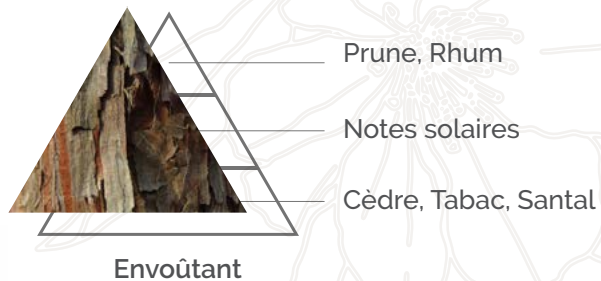 Prune, Rhum
Notes solaires
Cèdre, Tabac, Santal
Envoûtant